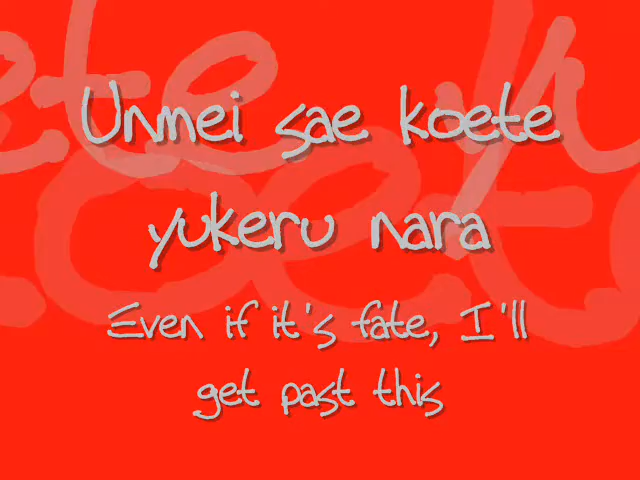 Unmei sae koete
yukeru nara
Even if it's fate, I'll
get past this